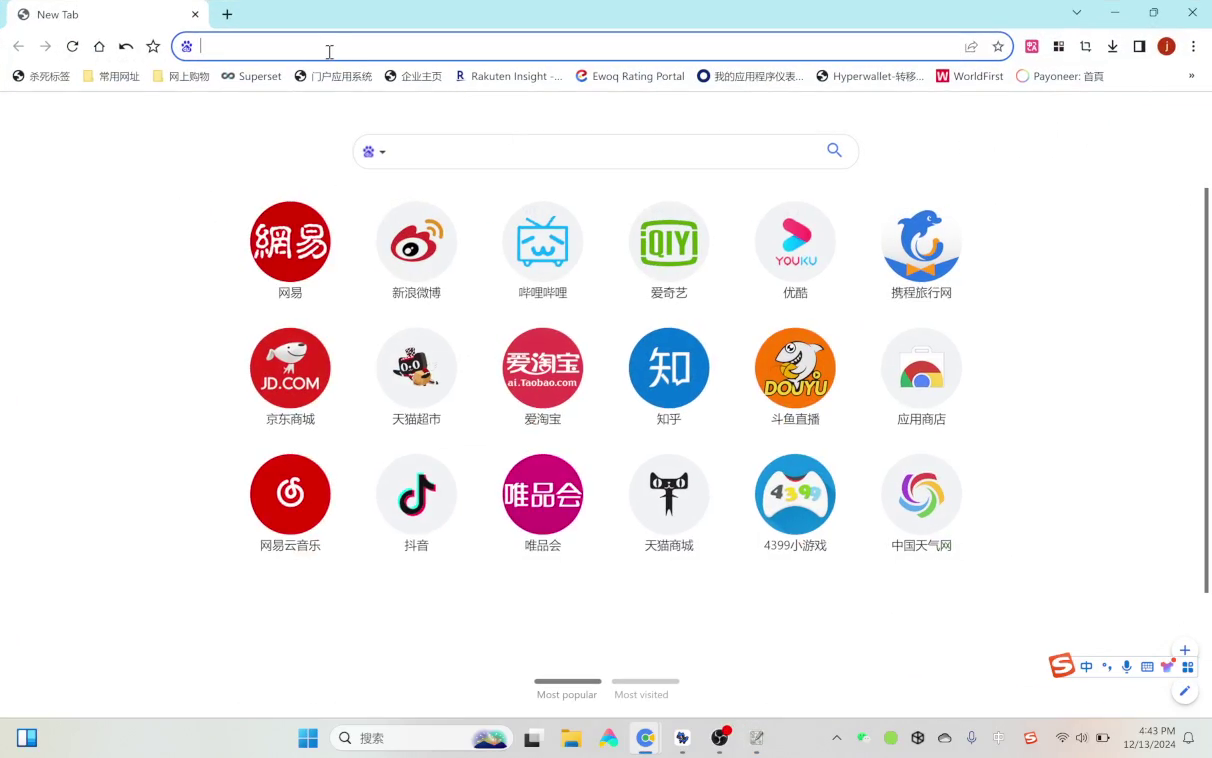 New Tab
杀死标签 常用网址 网上购物 Superset 门户应用系统 企业主页 Rakuten Insight -... Ewoq Rating Portal 我的应用程序仪表... Hyperwallet-转移... WorldFirst Payoneer: 首頁 »
網易
iQIYI
YOUKU
网易 新浪微博 哔哩哔哩 爱奇艺 优酷 携程旅行网
JD.COM
爱淘宝
ai.Taobao.com
知
DOUYU
京东商城 天猫超市 爱淘宝 知乎 斗鱼直播 应用商店
唯品会
4399
网易云音乐 抖音 唯品会 天猫商城 4399小游戏 中国天气网
中
Most popular Most visited
搜索
中
4:43 PM
12/13/2024